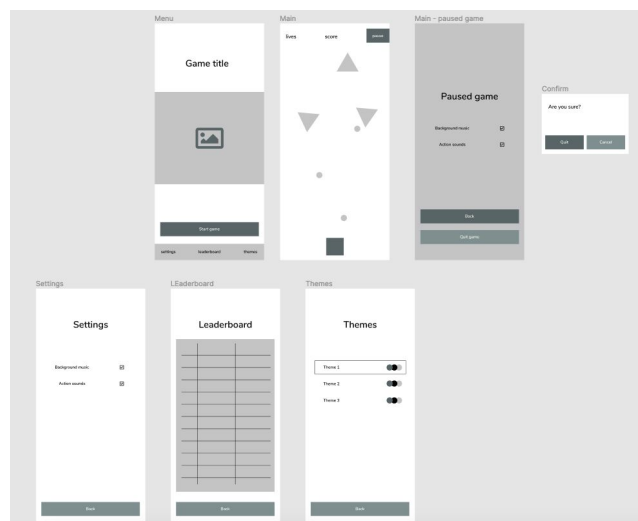 Menu
Game title
Start game
settings leaderboard themes
Main
lives score pause
Main - paused game
Paused game
Background music
Action sounds
Back
Quit game
Confirm
Are you sure?
Quit Cancel
Settings
Settings
Background music
Action sounds
Back
LEaderboard
Leaderboard
Back
Themes
Themes
Theme 1
Theme 2
Theme 3
Back